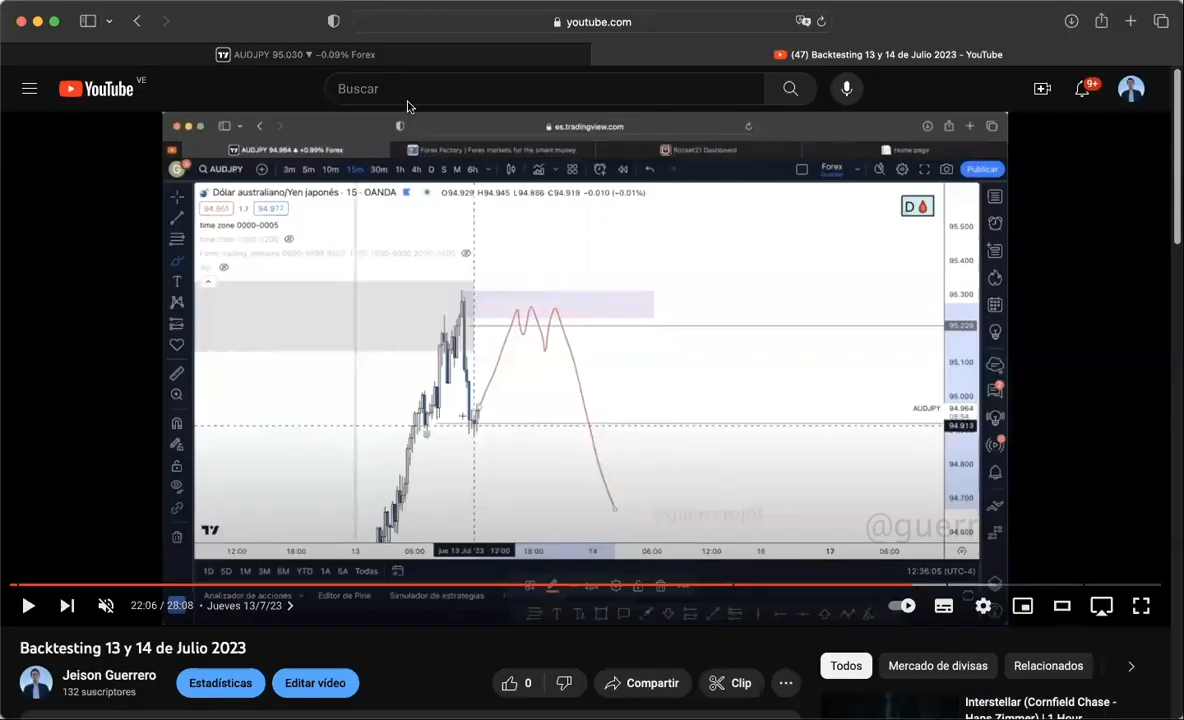 youtube.com
AUDJPY 95.030 ▼ −0.09% Forex
(47) Backtesting 13 y 14 de Julio 2023 - YouTube
YouTube VE
Buscar
9+
es.tradingview.com
AUDJPY 94.964 ▲ +0.99% Forex
Forex Factory | Forex markets for the smart money.
Rocket21 Dashboard
Home page
AUDJPY 3m 5m 10m 15m 30m 1h 4h D S M 6h
Forex
Publicar
Dólar australiano/Yen japonés · 15 · OANDA
O94.929 H94.945 L94.886 C94.919 −0.010 (−0.01%)
1.7 94.977
time zone 0000-0005
D
95.500
95.400
95.300
95.220
95.100
95.000
AUDJPY 94.964
08:54
94.913
94.800
94.700
94.600
@guerrerojms
@guerr
12:00 18:00 13 06:00 jue 13 Jul '23 12:00 18:00 14 06:00 12:00 16 17 06:00
1D 5D 1M 3M 6M YTD 1A 5A Todas
12:36:05 (UTC-4)
Analizador de acciones Editor de Pine Simulador de estrategias
22:06 / 28:08 · Jueves 13/7/23
Backtesting 13 y 14 de Julio 2023
Jeison Guerrero
132 suscriptores
Estadísticas
Editar vídeo
0
Compartir
Clip
Todos
Mercado de divisas
Relacionados
Interstellar (Cornfield Chase -
Hans Zimmer) | 1 Hour